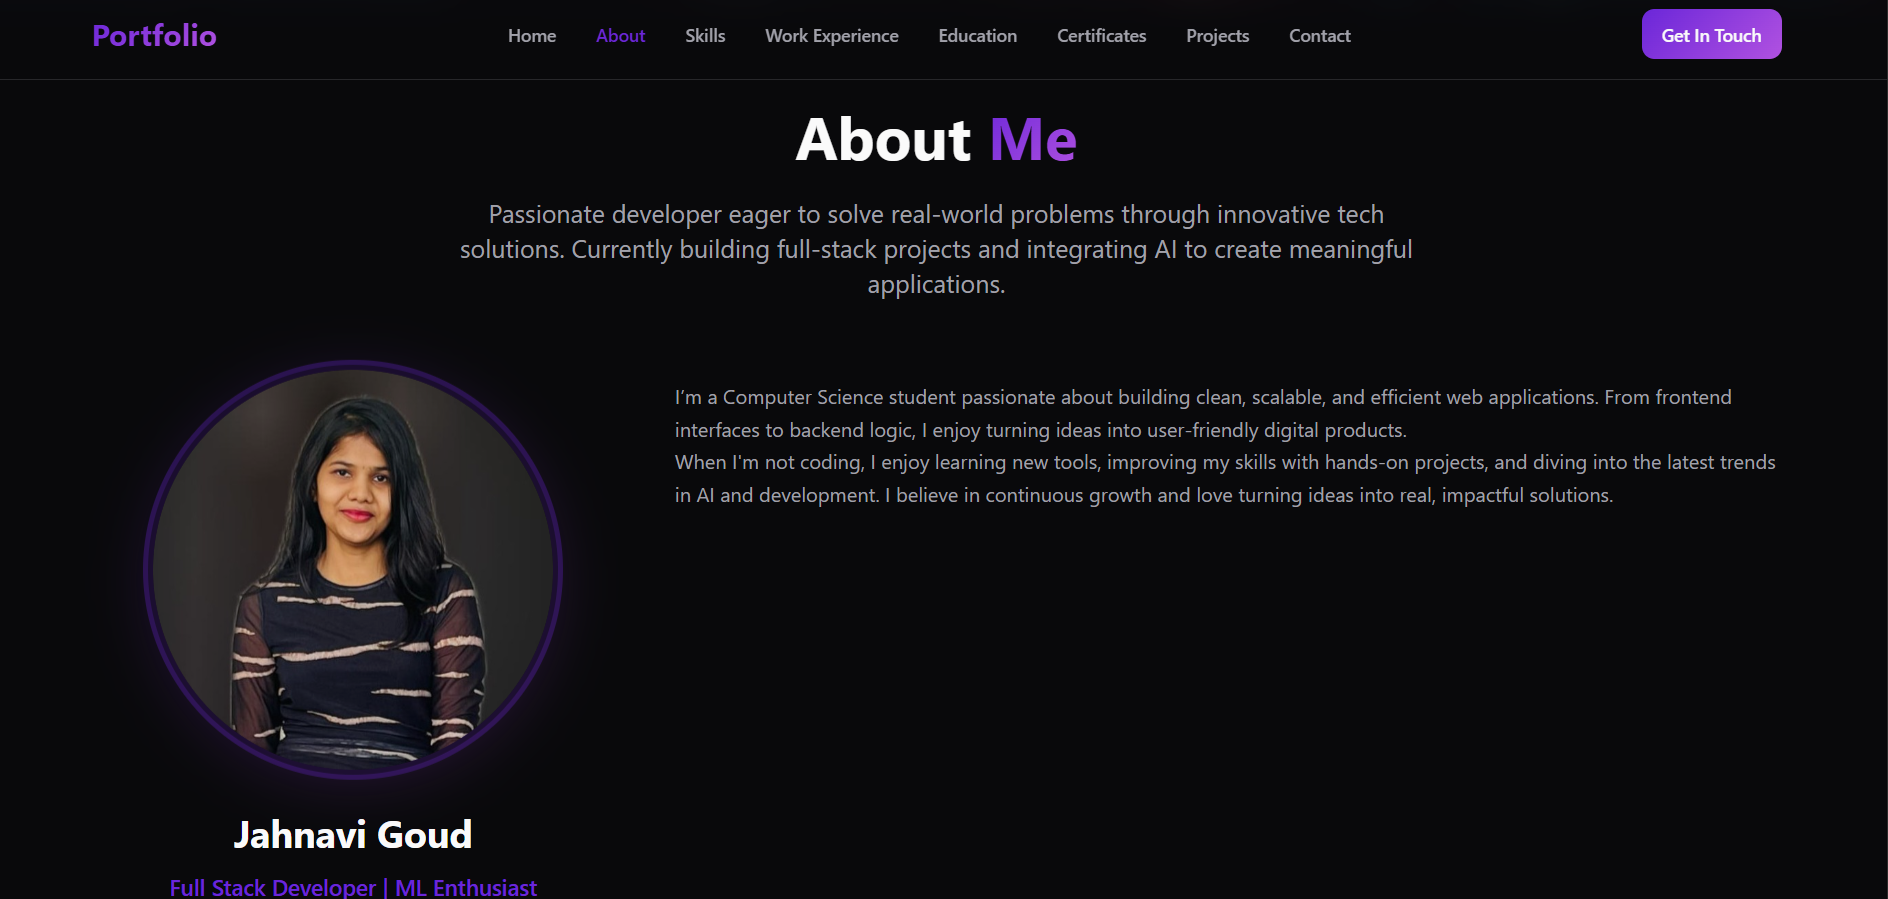 Portfolio
Home About Skills Work Experience Education Certificates Projects Contact
Get In Touch
About Me
Passionate developer eager to solve real-world problems through innovative tech
solutions. Currently building full-stack projects and integrating AI to create meaningful
applications.
I’m a Computer Science student passionate about building clean, scalable, and efficient web applications. From frontend
interfaces to backend logic, I enjoy turning ideas into user-friendly digital products.
When I'm not coding, I enjoy learning new tools, improving my skills with hands-on projects, and diving into the latest trends
in AI and development. I believe in continuous growth and love turning ideas into real, impactful solutions.
Jahnavi Goud
Full Stack Developer | ML Enthusiast